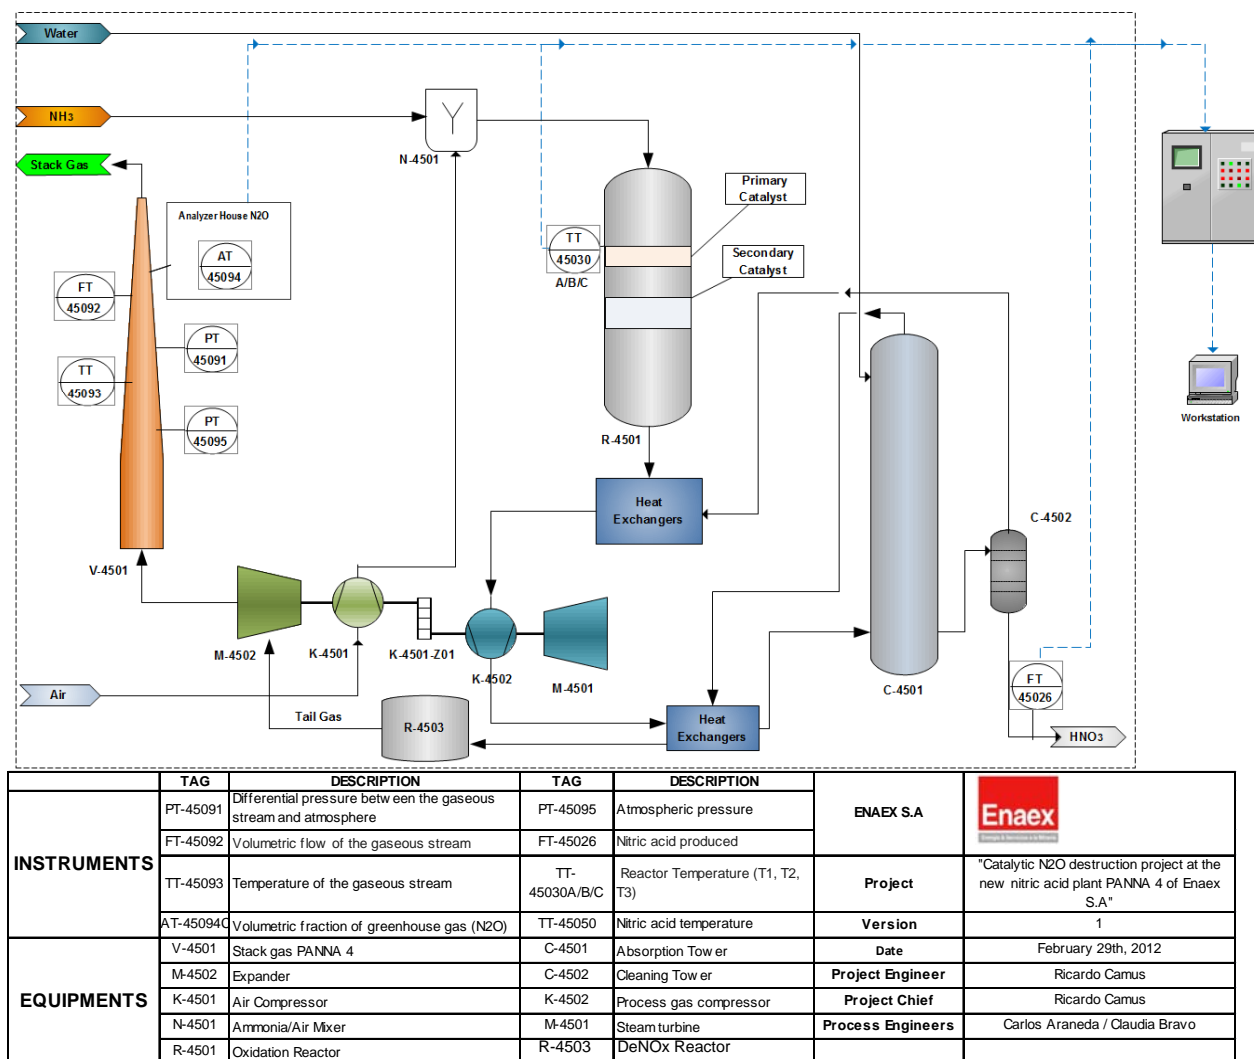 Water
NH3
Stack Gas
N-4501
Analyzer House N2O
AT
45094
FT
45092
PT
45091
TT
45093
PT
45095
TT
45030
A/B/C
Primary
Catalyst
Secondary
Catalyst
R-4501
Heat
Exchangers
C-4502
Workstation
V-4501
M-4502
K-4501
K-4501-Z01
K-4502
M-4501
C-4501
Air
Tail Gas
R-4503
Heat
Exchangers
FT
45026
HNO3
TAG DESCRIPTION TAG DESCRIPTION
INSTRUMENTS
PT-45091 Differential pressure between the gaseous
stream and atmosphere
PT-45095 Atmospheric pressure
ENAEX S.A
Enaex
FT-45092 Volumetric flow of the gaseous stream FT-45026 Nitric acid produced
TT-45093 Temperature of the gaseous stream
TT-
45030A/B/C
Reactor Temperature (T1, T2,
T3)
Project
"Catalytic N2O destruction project at the
new nitric acid plant PANNA 4 of Enaex
S.A"
AT-45094C Volumetric fraction of greenhouse gas (N2O) TT-45050 Nitric acid temperature Version 1
EQUIPMENTS
V-4501 Stack gas PANNA 4 C-4501 Absorption Tower Date February 29th, 2012
M-4502 Expander C-4502 Cleaning Tower Project Engineer Ricardo Camus
K-4501 Air Compressor K-4502 Process gas compressor Project Chief Ricardo Camus
N-4501 Ammonia/Air Mixer M-4501 Steam turbine Process Engineers Carlos Araneda / Claudia Bravo
R-4501 Oxidation Reactor R-4503 DeNOx Reactor